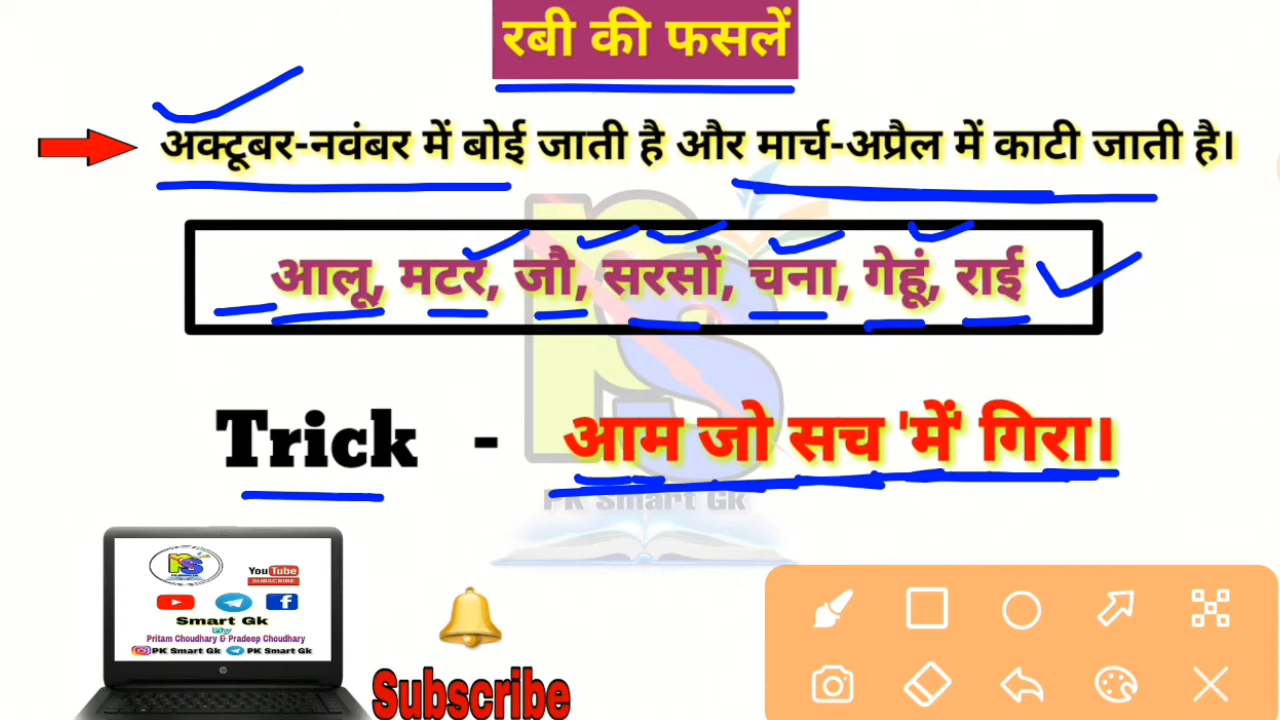 रबी की फसलें
अक्टूबर-नवंबर में बोई जाती है और मार्च-अप्रैल में काटी जाती है।
आलू, मटर, जौ, सरसों, चना, गेहूं, राई
Trick - आम जो सच 'में' गिरा।
PK Smart Gk
YouTube
SUBSCRIBE
Smart Gk
By
Pritam Choudhary & Pradeep Choudhary
PK Smart Gk PK Smart Gk
Subscribe